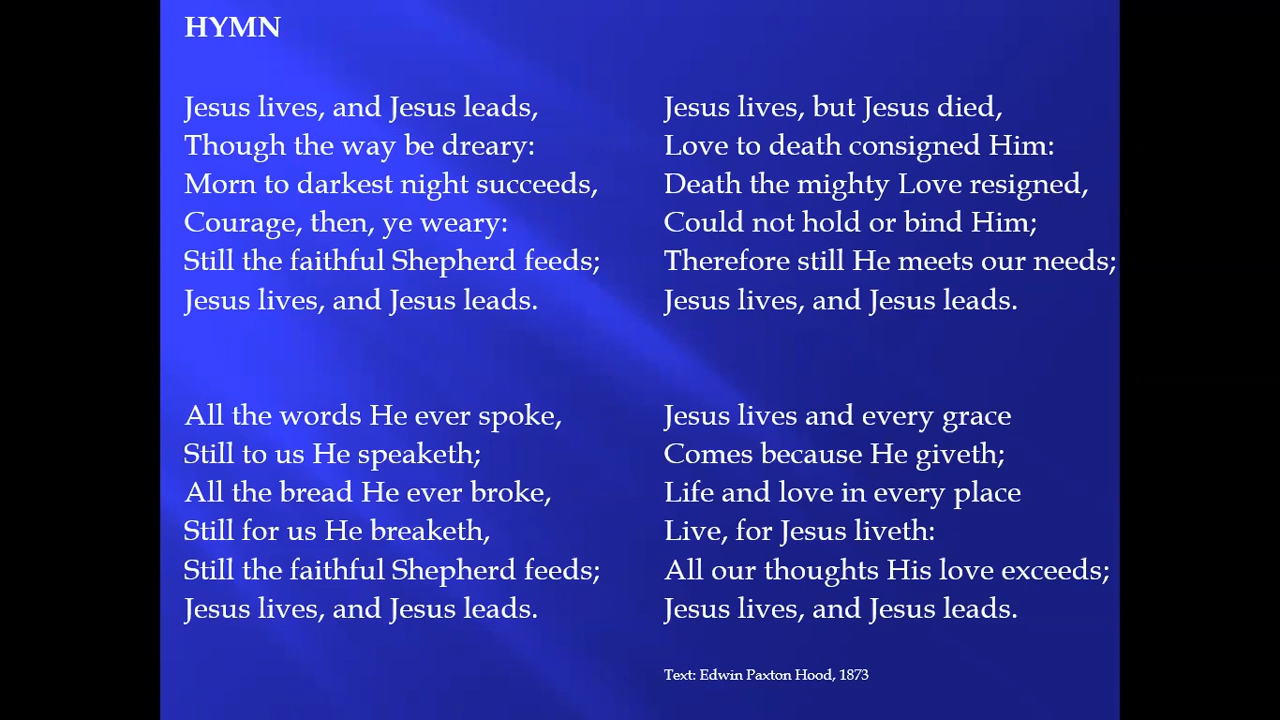 HYMN
Jesus lives, and Jesus leads,
Though the way be dreary:
Morn to darkest night succeeds,
Courage, then, ye weary:
Still the faithful Shepherd feeds;
Jesus lives, and Jesus leads.
All the words He ever spoke,
Still to us He speaketh;
All the bread He ever broke,
Still for us He breaketh,
Still the faithful Shepherd feeds;
Jesus lives, and Jesus leads.
Jesus lives, but Jesus died,
Love to death consigned Him:
Death the mighty Love resigned,
Could not hold or bind Him;
Therefore still He meets our needs;
Jesus lives, and Jesus leads.
Jesus lives and every grace
Comes because He giveth;
Life and love in every place
Live, for Jesus liveth:
All our thoughts His love exceeds;
Jesus lives, and Jesus leads.
Text: Edwin Paxton Hood, 1873